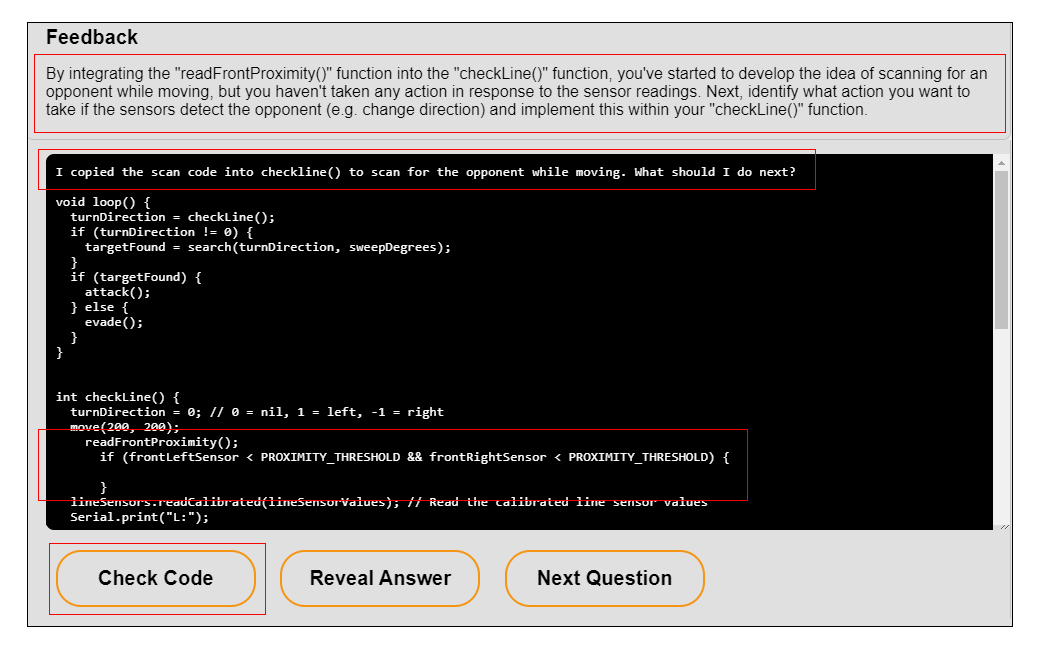 Feedback
By integrating the "readFrontProximity()" function into the "checkLine()" function, you've started to develop the idea of scanning for an
opponent while moving, but you haven't taken any action in response to the sensor readings. Next, identify what action you want to
take if the sensors detect the opponent (e.g. change direction) and implement this within your "checkLine()" function.
I copied the scan code into checkline() to scan for the opponent while moving. What should I do next?
void loop() {
  turnDirection = checkLine();
  if (turnDirection != 0) {
    targetFound = search(turnDirection, sweepDegrees);
  }
  if (targetFound) {
    attack();
  } else {
    evade();
  }
}
int checkLine() {
  turnDirection = 0; // 0 = nil, 1 = left, -1 = right
  move(200, 200);
    readFrontProximity();
      if (frontLeftSensor < PROXIMITY_THRESHOLD && frontRightSensor < PROXIMITY_THRESHOLD) {
      }
  lineSensors.readCalibrated(lineSensorValues); // Read the calibrated line sensor values
  Serial.print("L:");
Check Code
Reveal Answer
Next Question